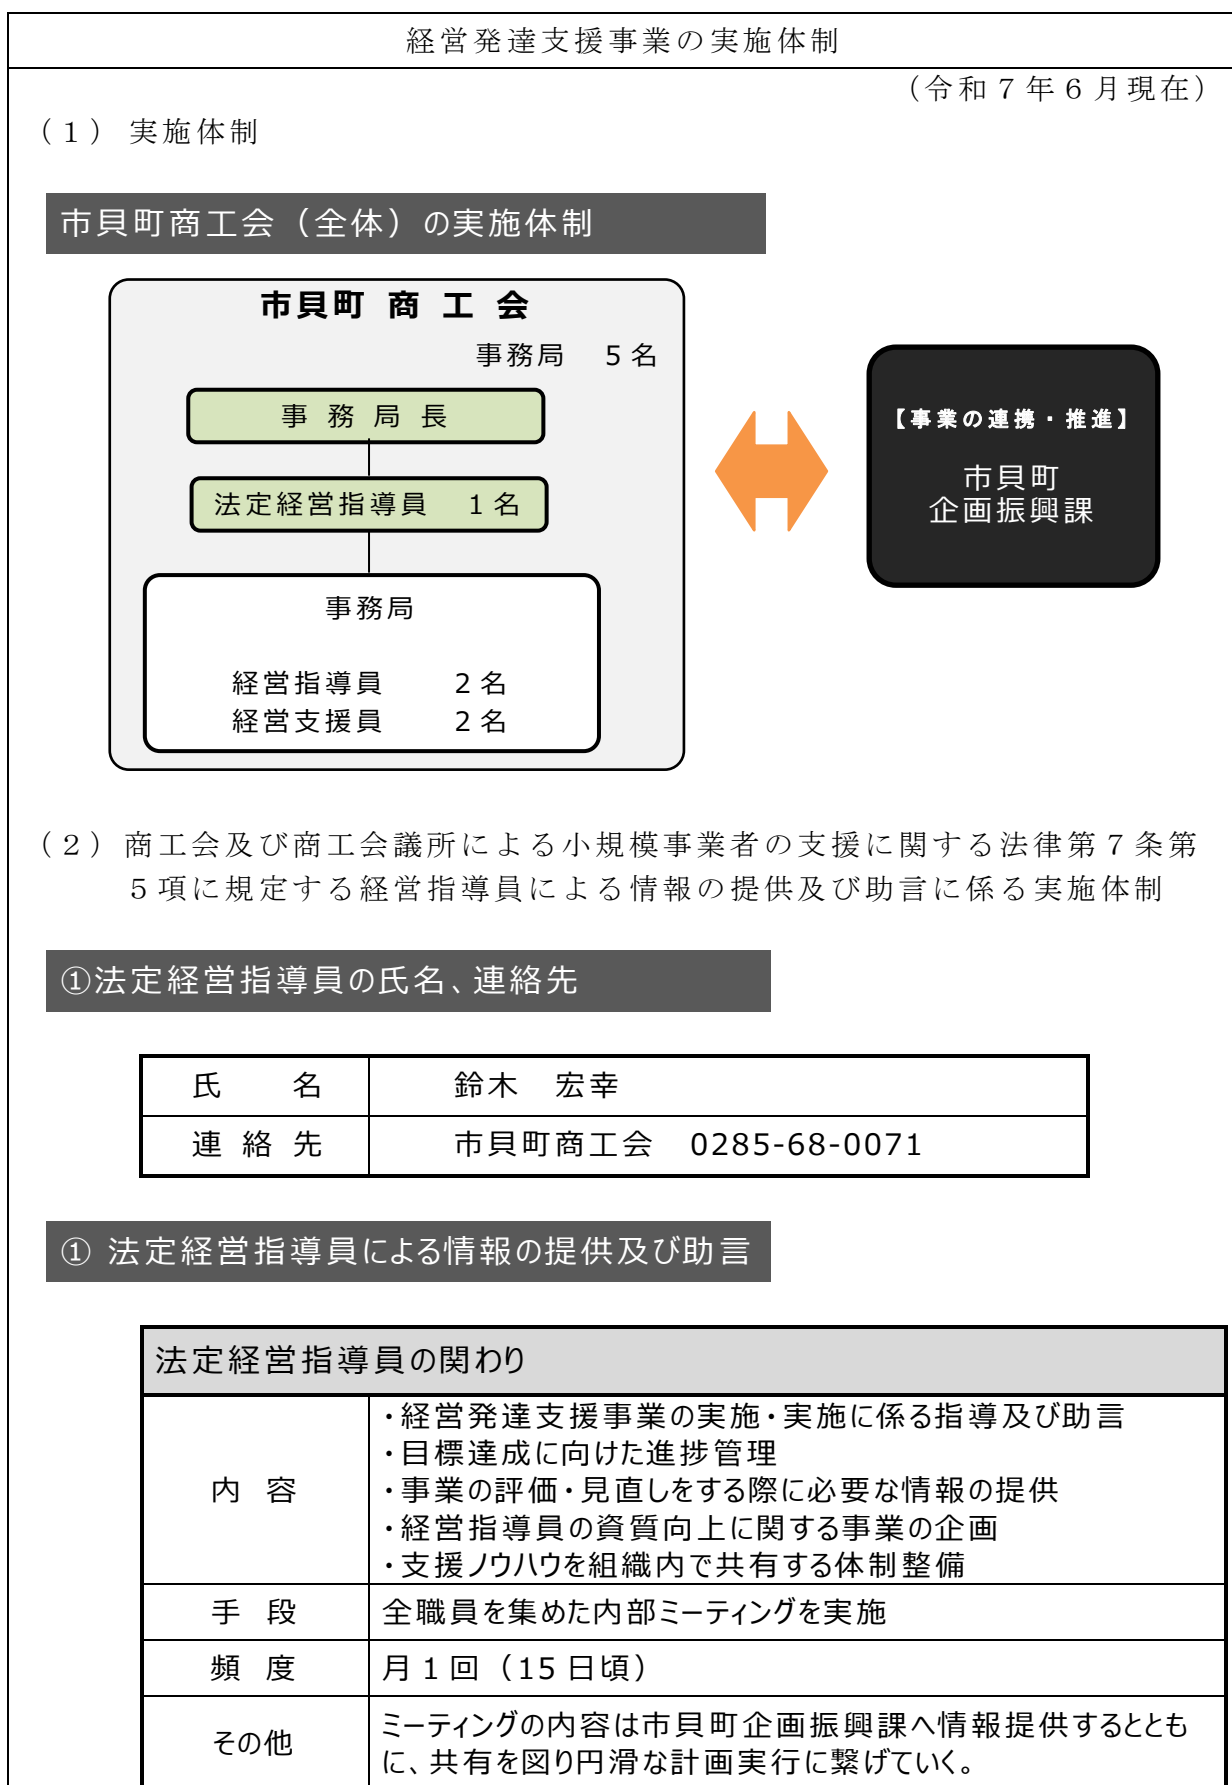 経営発達支援事業の実施体制
（令和７年６月現在）
（１）実施体制
市貝町商工会（全体）の実施体制
市貝町 商 工 会
事務局　５名
事 務 局 長
法定経営指導員　１名
事務局
経営指導員　２名
経営支援員　２名
【事業の連携・推進】
市貝町
企画振興課
（２）商工会及び商工会議所による小規模事業者の支援に関する法律第７条第
５項に規定する経営指導員による情報の提供及び助言に係る実施体制
①法定経営指導員の氏名、連絡先
氏　名　鈴木　宏幸
連 絡 先　市貝町商工会　0285-68-0071
① 法定経営指導員による情報の提供及び助言
法定経営指導員の関わり
内　容
・経営発達支援事業の実施・実施に係る指導及び助言
・目標達成に向けた進捗管理
・事業の評価・見直しをする際に必要な情報の提供
・経営指導員の資質向上に関する事業の企画
・支援ノウハウを組織内で共有する体制整備
手　段　全職員を集めた内部ミーティングを実施
頻　度　月１回（15日頃）
その他
ミーティングの内容は市貝町企画振興課へ情報提供するととも
に、共有を図り円滑な計画実行に繋げていく。